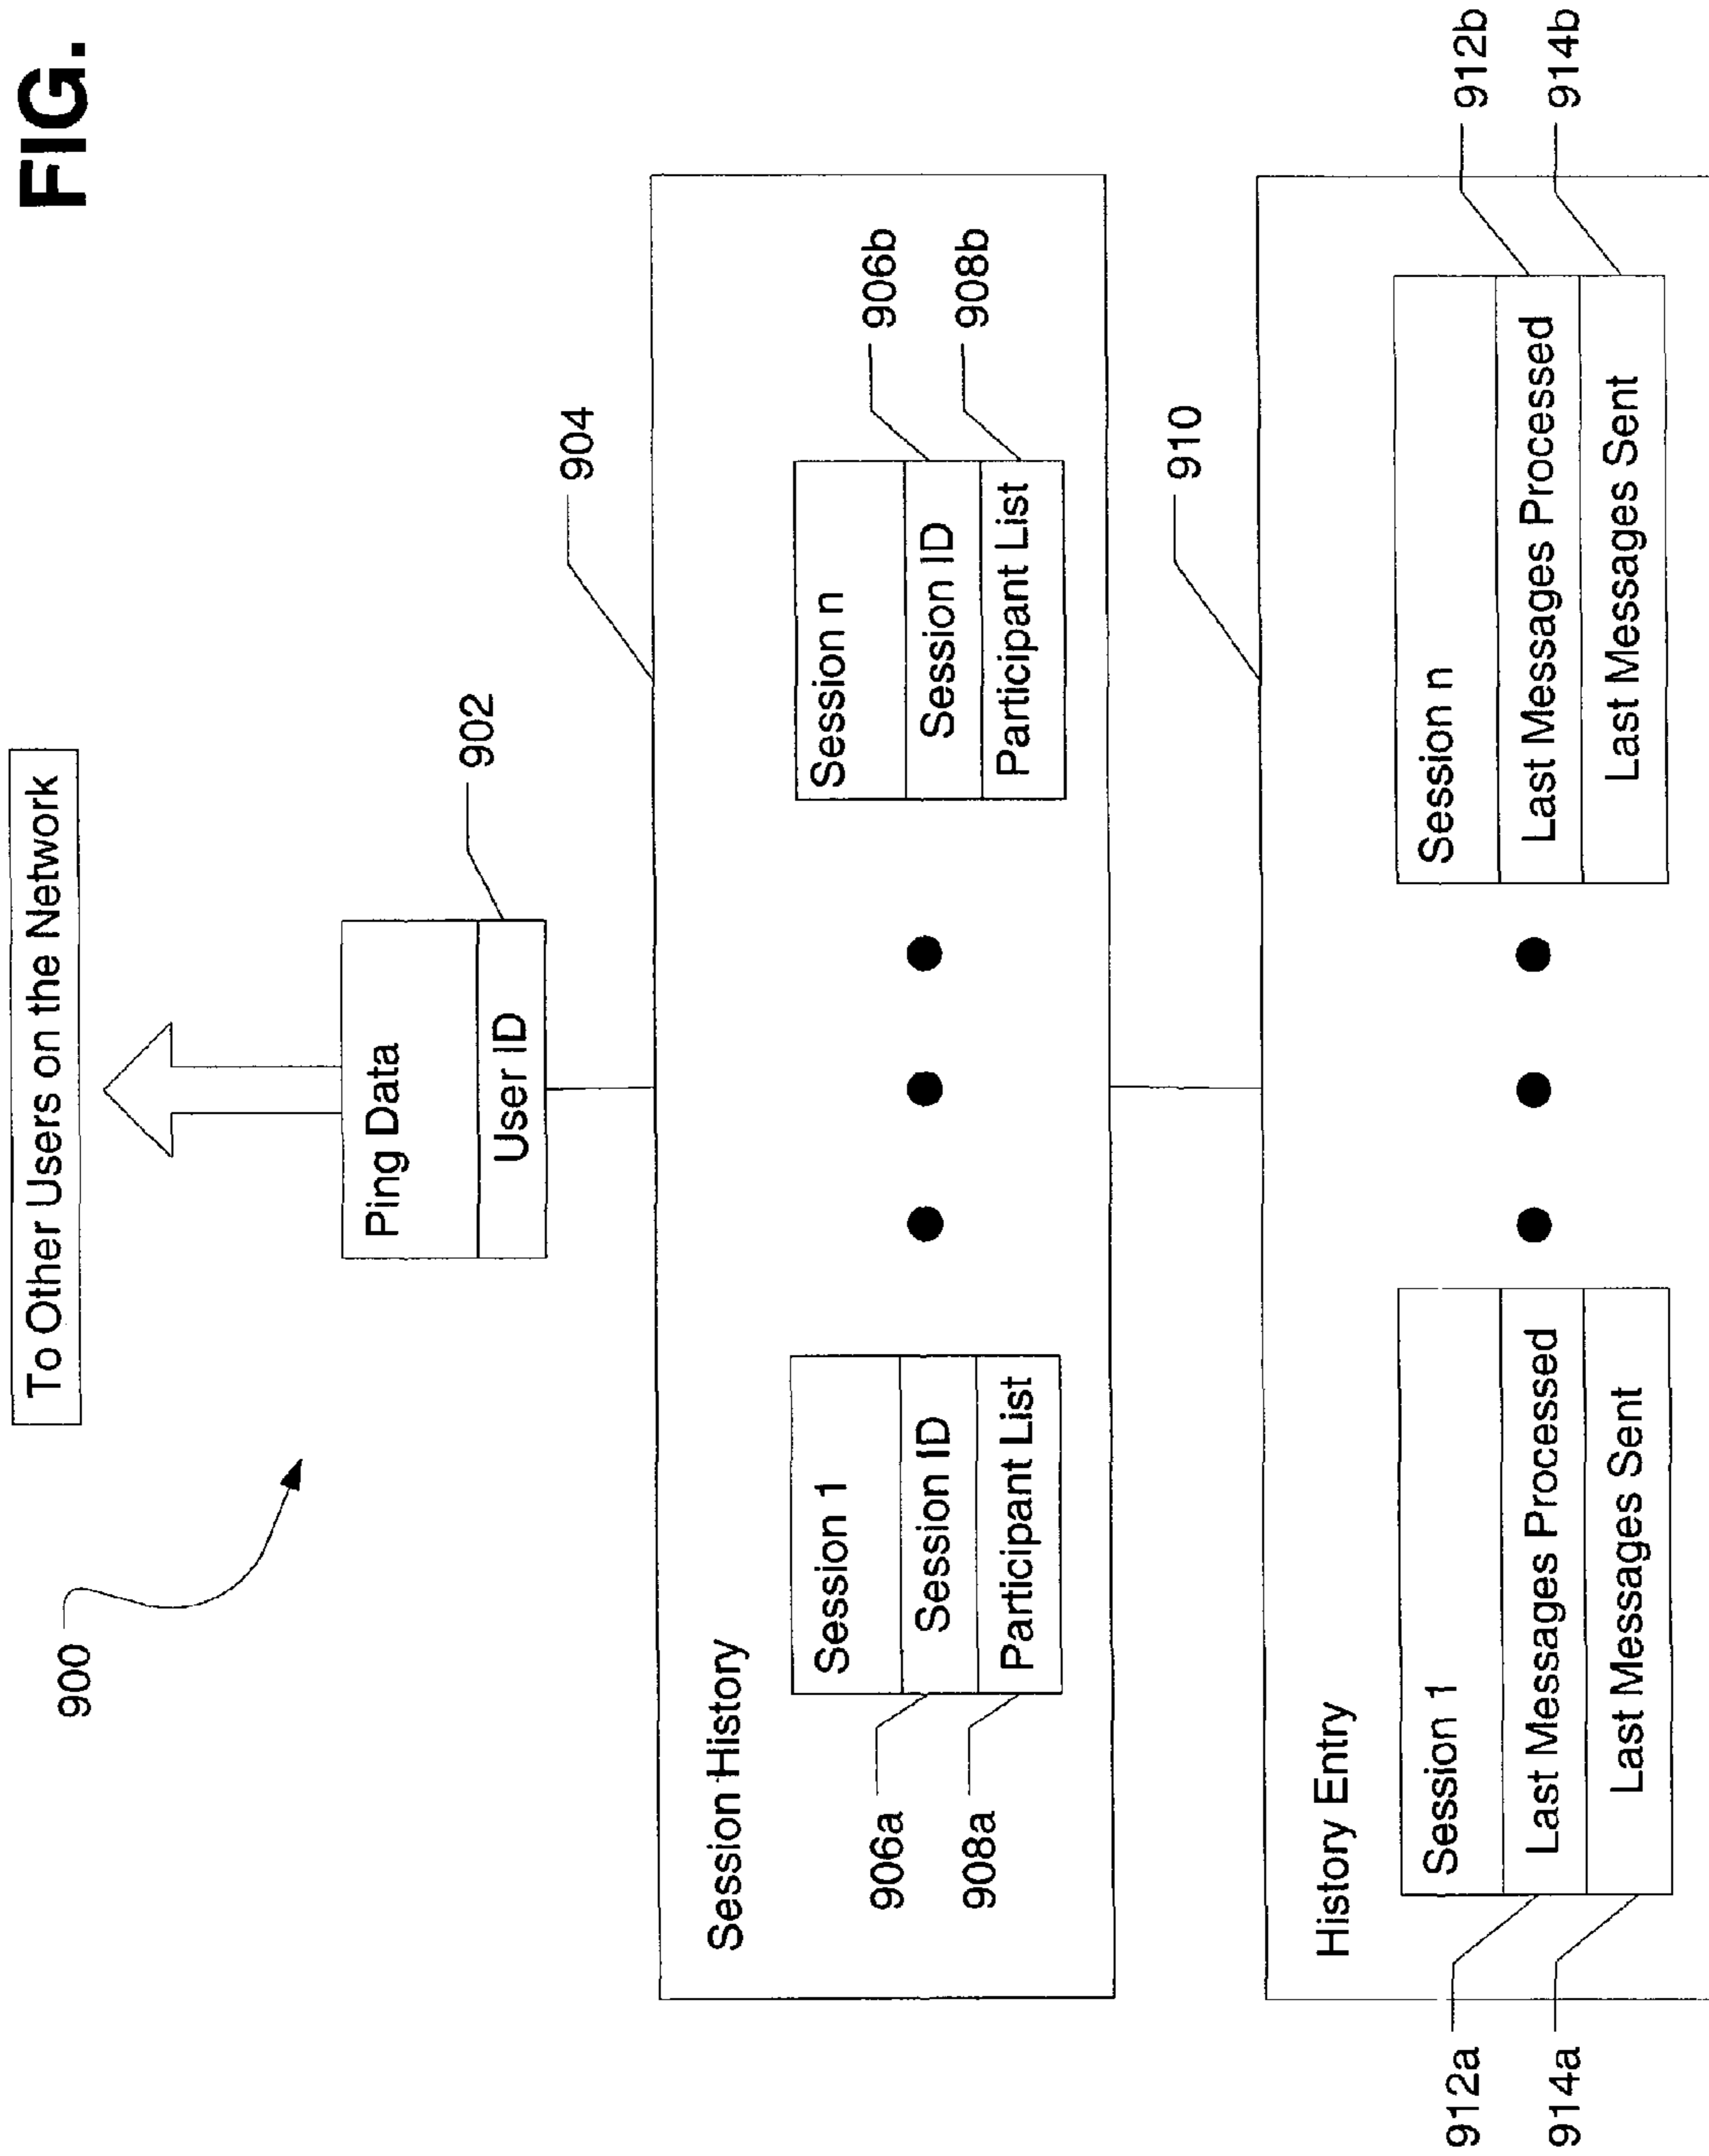 FIG.
To Other Users on the Network
900
Ping Data
User ID
902
904
Session History
Session 1
Session ID
Participant List
906a
908a
Session n
Session ID
Participant List
906b
908b
910
History Entry
Session 1
Last Messages Processed
Last Messages Sent
912a
914a
Session n
Last Messages Processed
Last Messages Sent
912b
914b